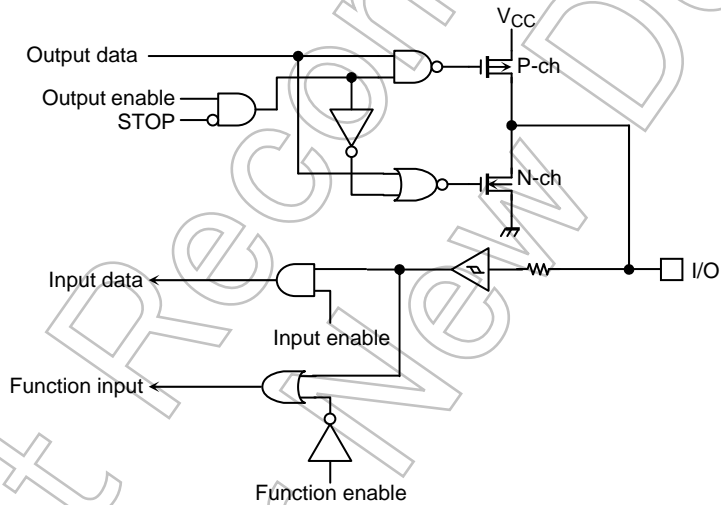 VCC
Output data
P-ch
Output enable
STOP
N-ch
Input data
I/O
Input enable
Function input
Function enable